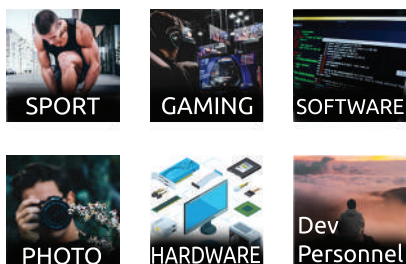 SPORT
GAMING
SOFTWARE
PHOTO
HARDWARE
Dev
Personnel